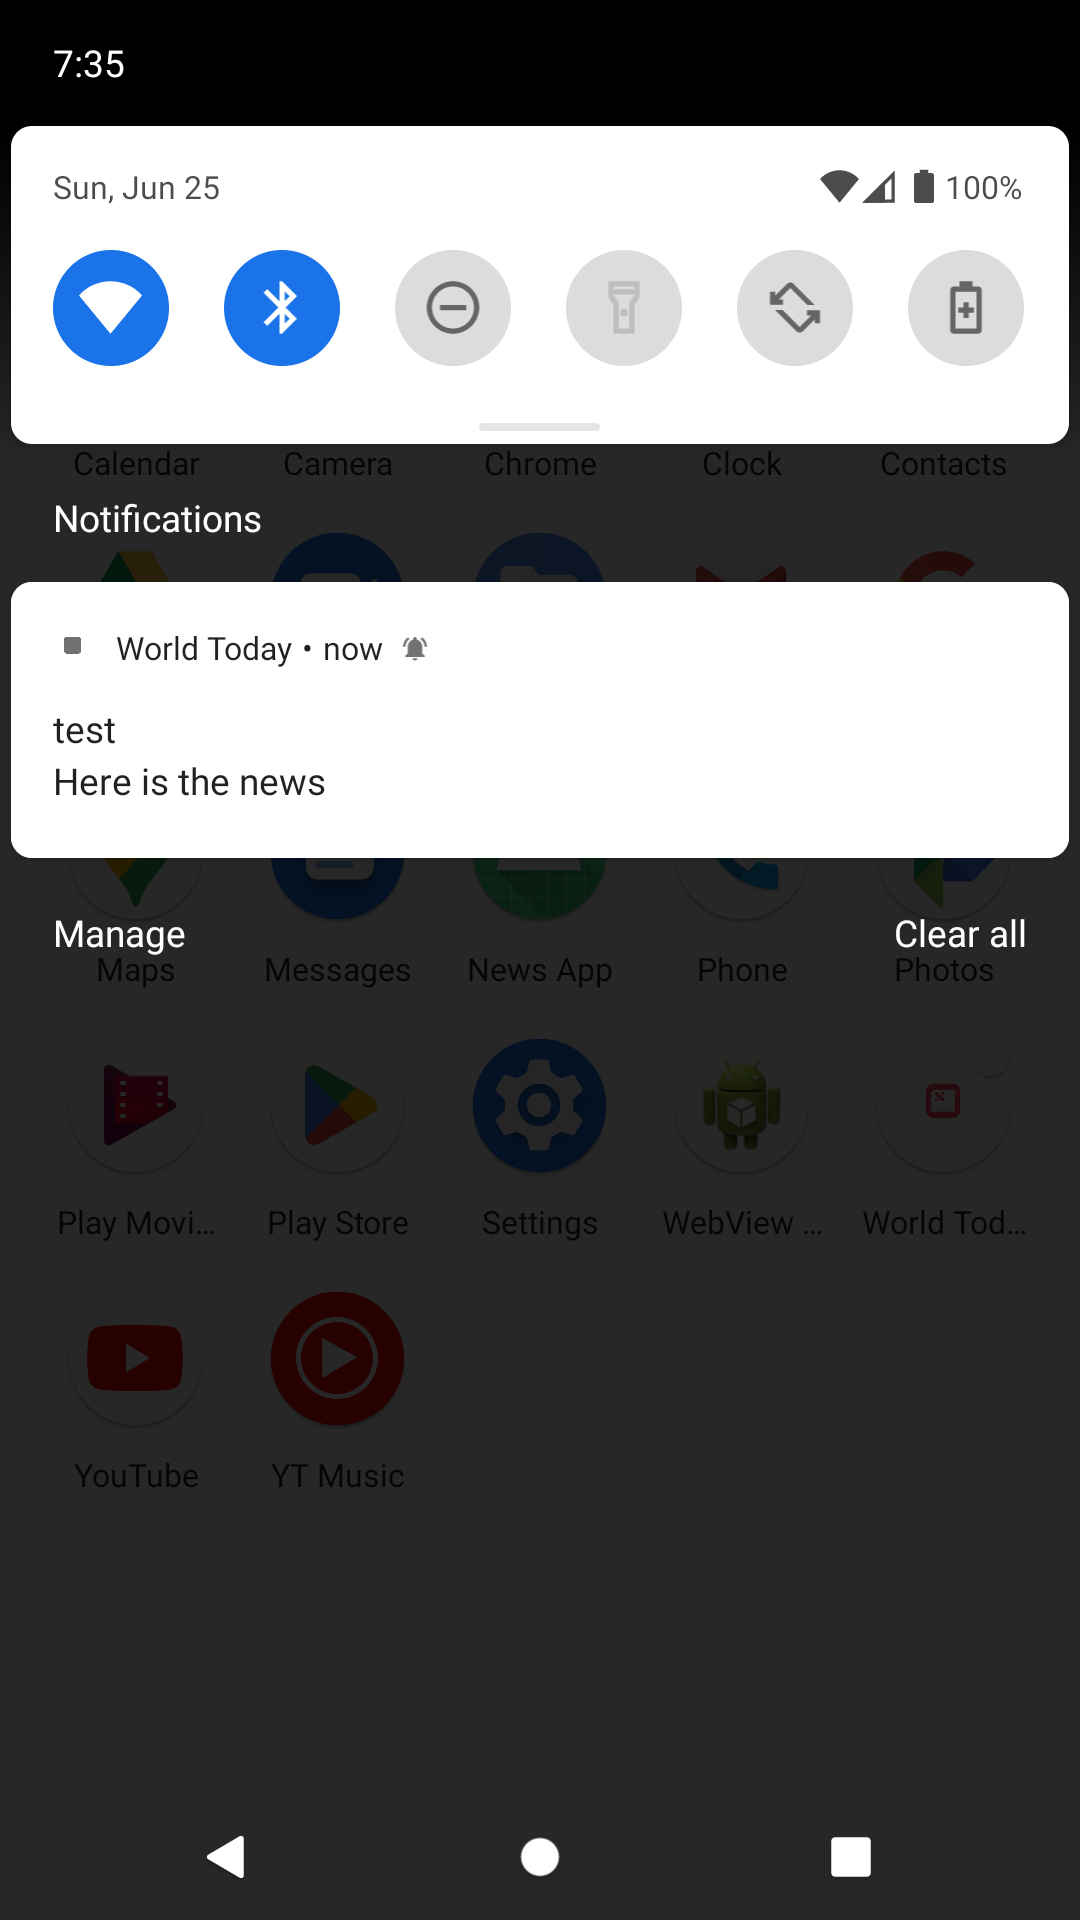 7:35
Sun, Jun 25
100%
Calendar Camera Chrome Clock Contacts
Notifications
World Today • now
test
Here is the news
Manage Clear all
Maps Messages News App Phone Photos
Play Movi... Play Store Settings WebView ... World Tod...
YouTube YT Music